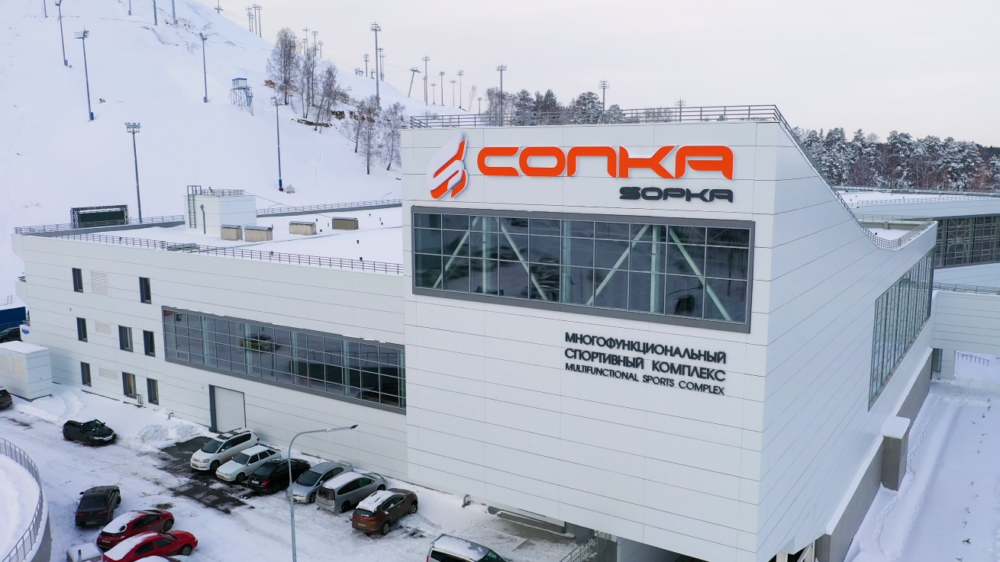 СОПКА
SOPKA
МНОГОФУНКЦИОНАЛЬНЫЙ
СПОРТИВНЫЙ КОМПЛЕКС
MULTIFUNCTIONAL SPORTS COMPLEX